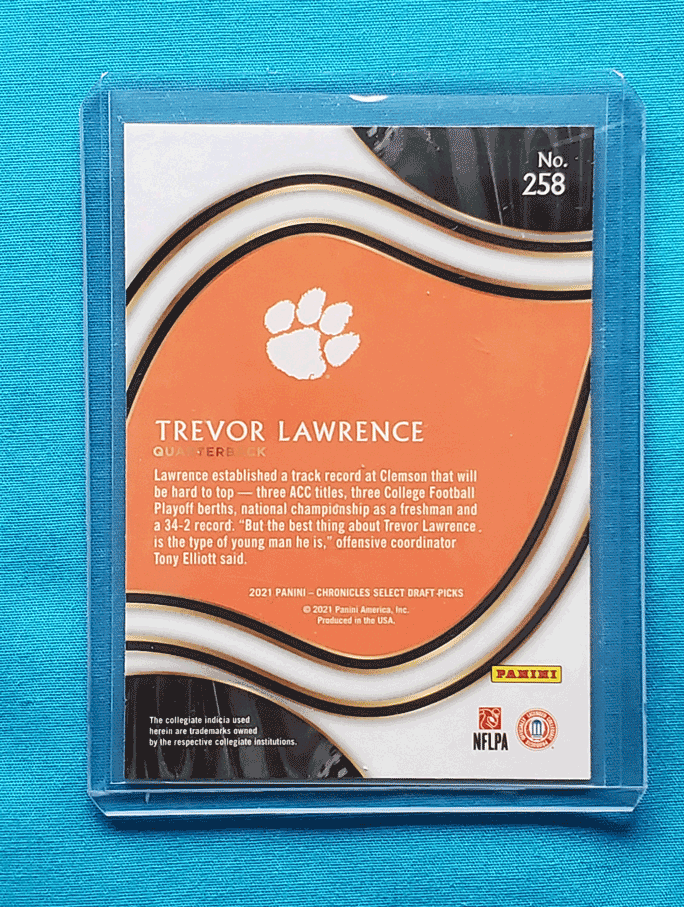 No.
258
TREVOR LAWRENCE
QUARTERBACK
Lawrence established a track record at Clemson that will
be hard to top — three ACC titles, three College Football
Playoff berths, national championship as a freshman and
a 34-2 record. “But the best thing about Trevor Lawrence
is the type of young man he is,” offensive coordinator
Tony Elliott said.
2021 PANINI – CHRONICLES SELECT DRAFT PICKS
© 2021 Panini America, Inc.
Produced in the USA.
PANINI
The collegiate indicia used
herein are trademarks owned
by the respective collegiate institutions.
NFLPA